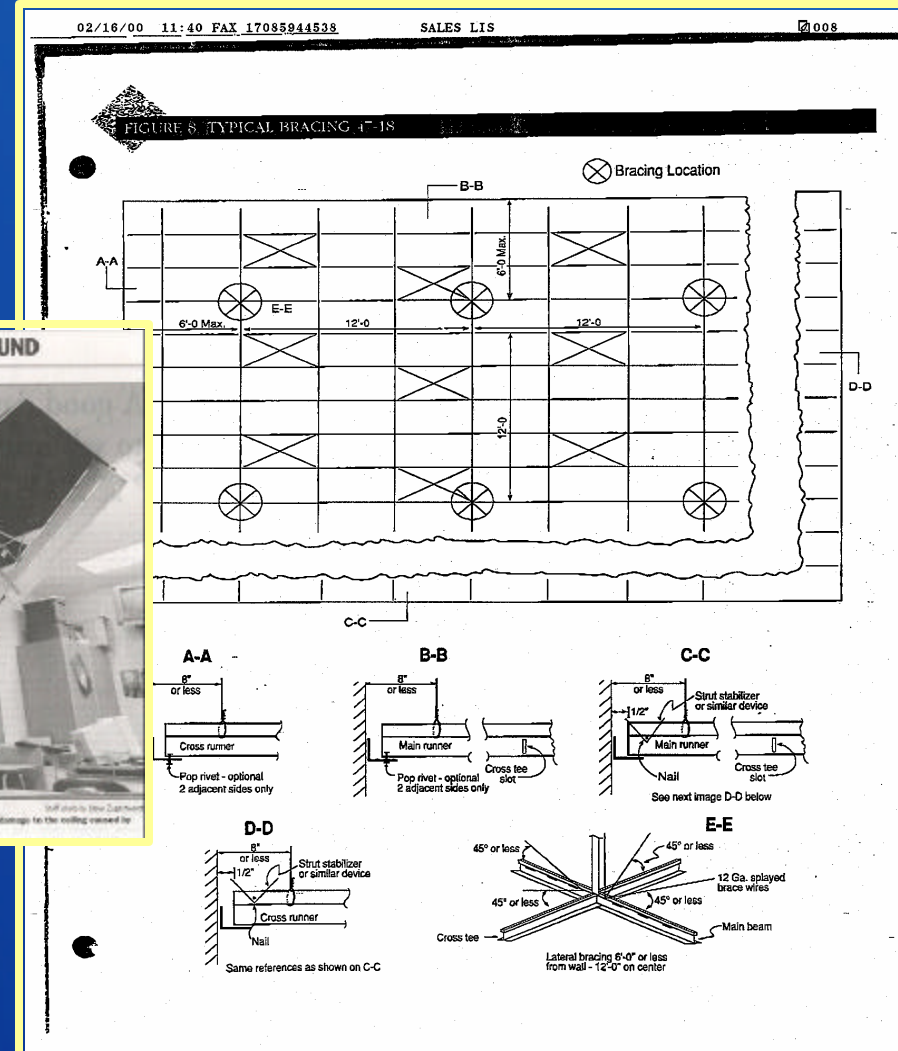 02/16/00 11:40 FAX 17085944538 SALES LIS 008
FIGURE 8. TYPICAL BRACING 47-18
Bracing Location
B-B
A-A
6'-0 Max.
E-E
6'-0 Max.
12'-0
12'-0
D-D
12'-0
C-C
UND
damage to the ceiling caused by
A-A
8"
or less
Cross runner
Pop rivet - optional
2 adjacent sides only
B-B
8"
or less
Main runner
Pop rivet - optional
2 adjacent sides only
Cross tee
slot
C-C
8"
or less
1/2"
Strut stabilizer
or similar device
Main runner
Nail
Cross tee
slot
See next image D-D below
D-D
8"
or less
1/2"
Strut stabilizer
or similar device
Cross runner
Nail
Same references as shown on C-C
E-E
45° or less
45° or less
12 Ga. splayed
brace wires
45° or less
45° or less
Cross tee
Main beam
Lateral bracing 6'-0" or less
from wall - 12'-0" on center